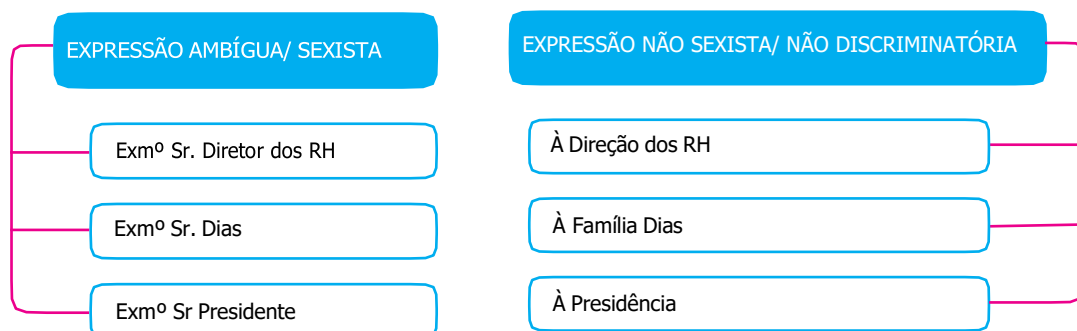 EXPRESSÃO AMBÍGUA/ SEXISTA
Exmº Sr. Diretor dos RH
Exmº Sr. Dias
Exmº Sr Presidente
EXPRESSÃO NÃO SEXISTA/ NÃO DISCRIMINATÓRIA
À Direção dos RH
À Família Dias
À Presidência